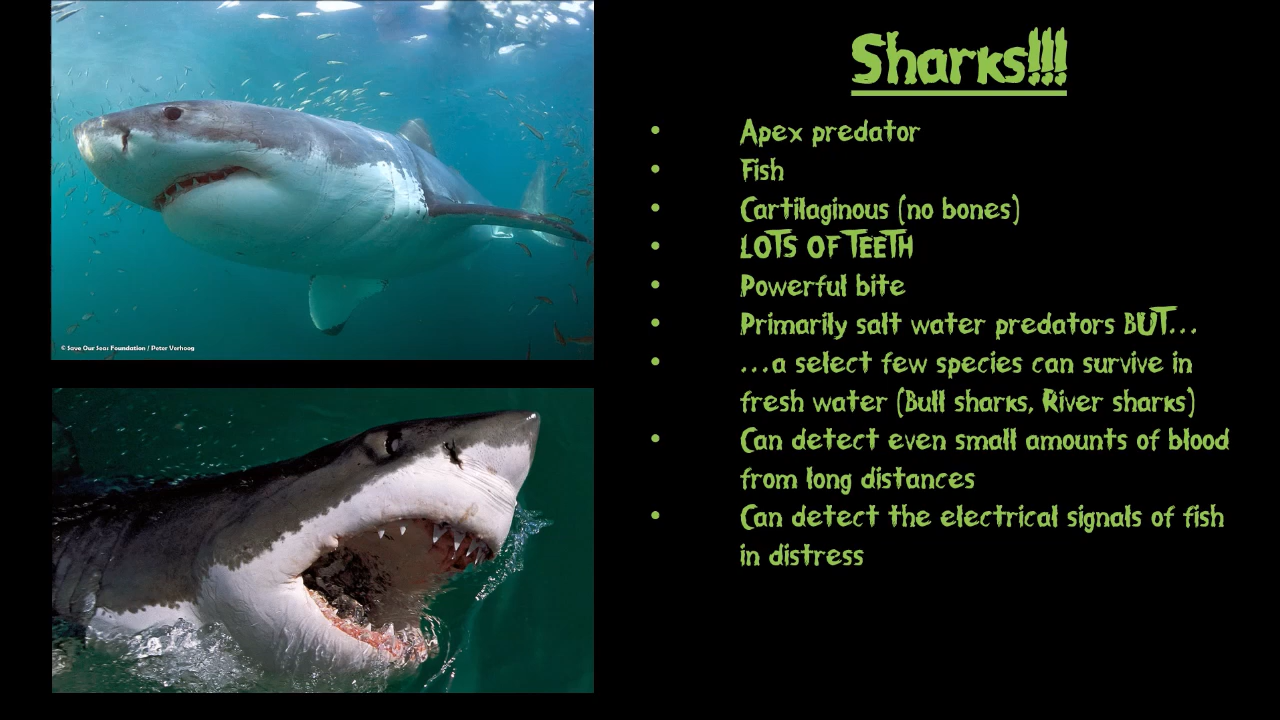 Sharks!!!
• Apex predator
• Fish
• Cartilaginous (no bones)
• LOTS OF TEETH
• Powerful bite
• Primarily salt water predators BUT...
• ...a select few species can survive in
fresh water (Bull sharks, River sharks)
• Can detect even small amounts of blood
from long distances
• Can detect the electrical signals of fish
in distress
© Save Our Seas Foundation / Peter Verhoog